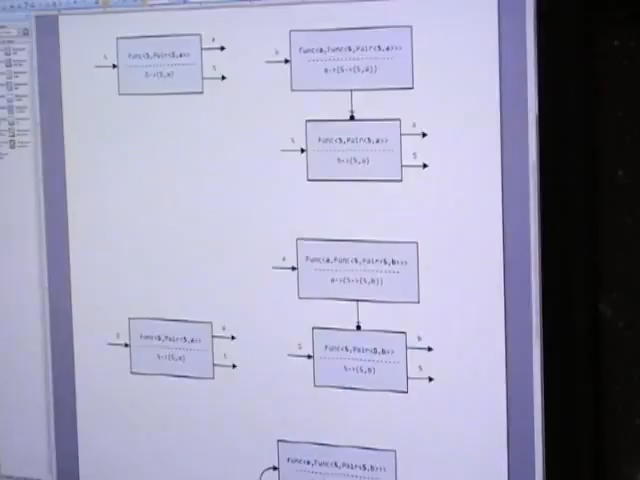 a
S
Func<S,Pair<S,a>>
S->(S,a)
S
a
Func<a,Func<S,Pair<S,a>>>
a->(S->(S,a))
S
Func<S,Pair<S,a>>
S->(S,a)
a
S
a
Func<a,Func<S,Pair<S,b>>>
a->(S->(S,b))
S
Func<S,Pair<S,a>>
S->(S,a)
a
S
S
Func<S,Pair<S,b>>
S->(S,b)
b
S
Func<a,Func<S,Pair<S,b>>>